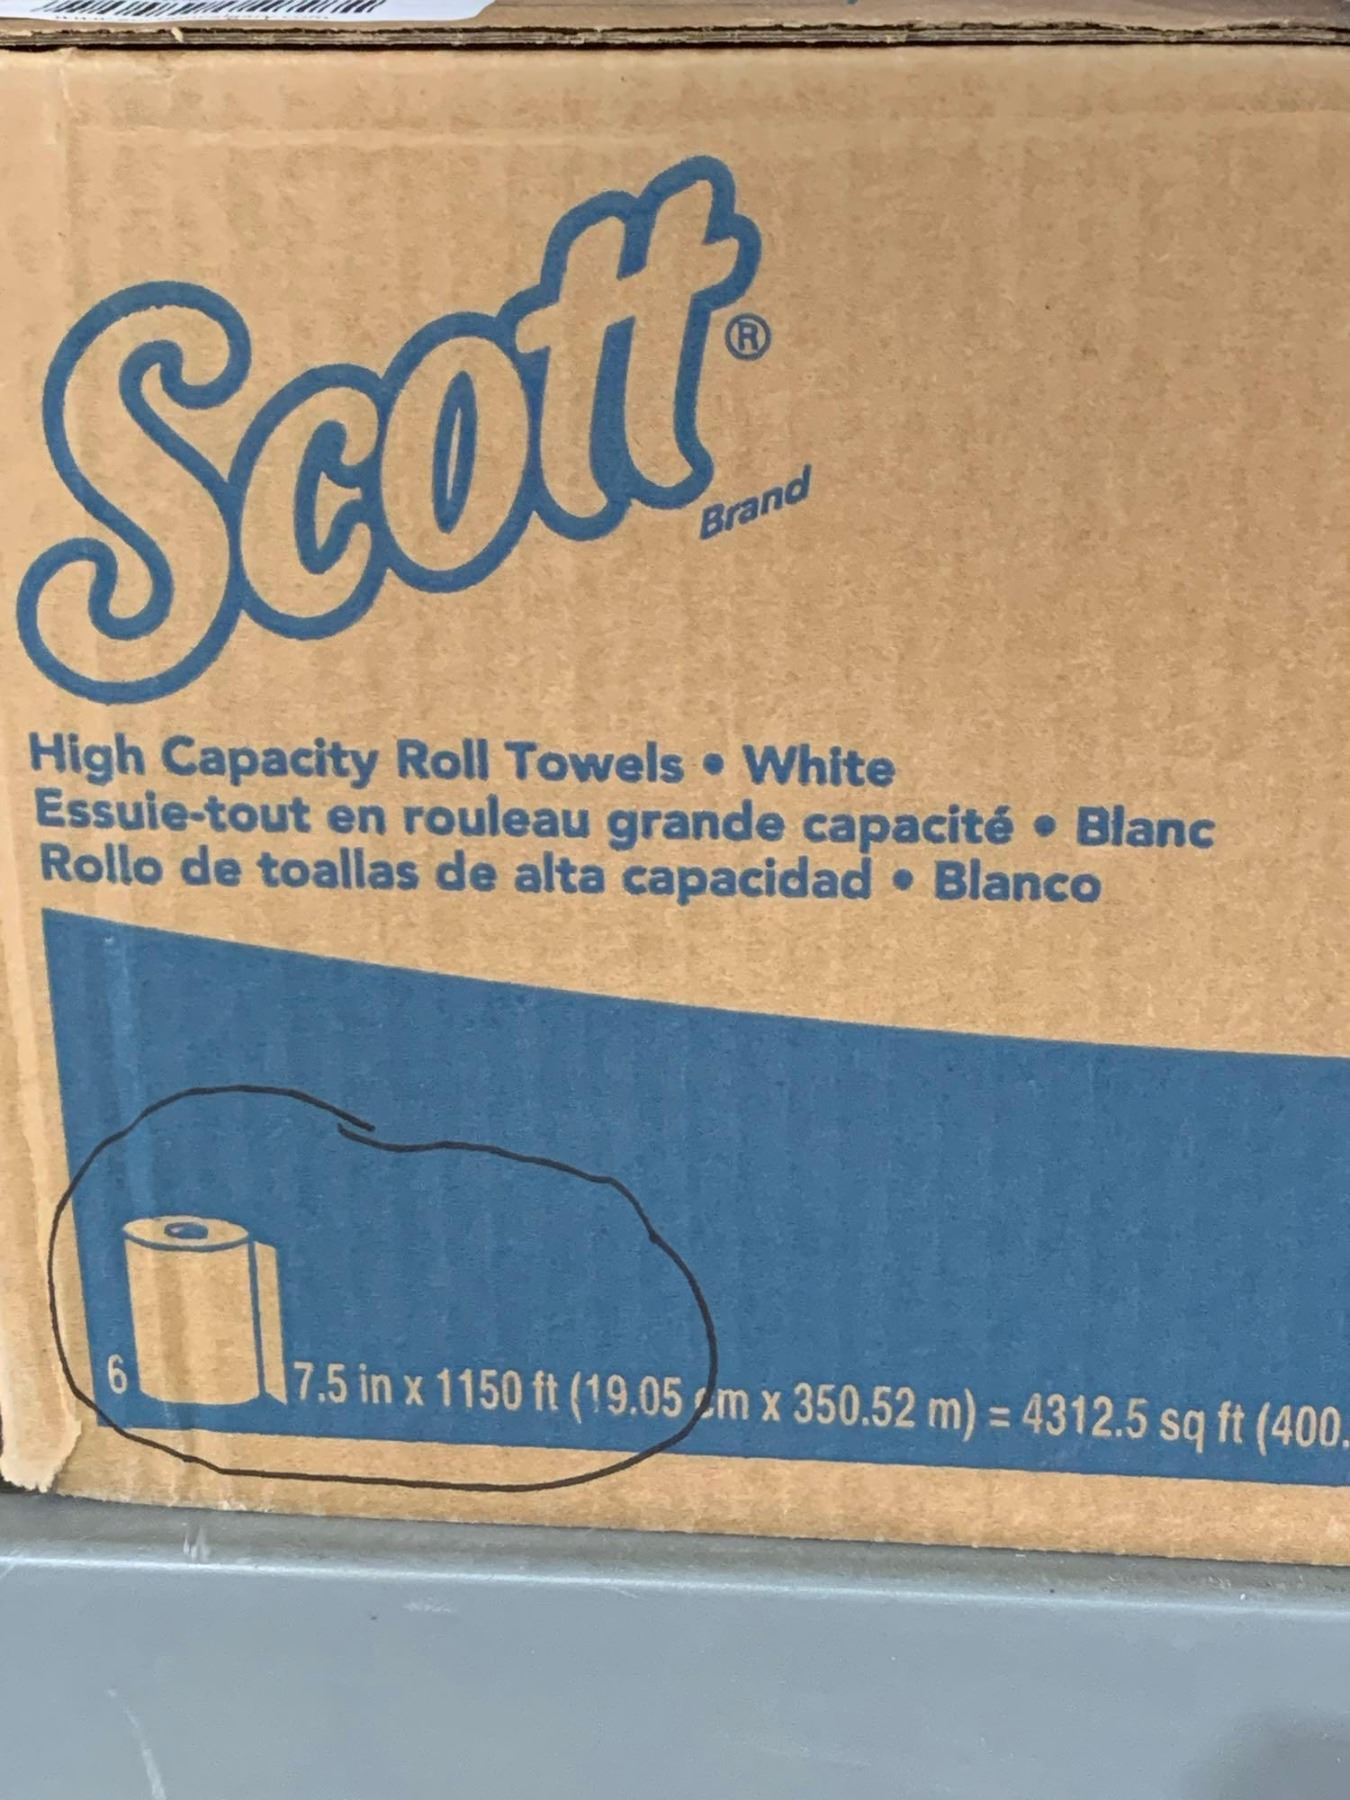 Scott®
Brand
High Capacity Roll Towels • White
Essuie-tout en rouleau grande capacité • Blanc
Rollo de toallas de alta capacidad • Blanco
6 7.5 in x 1150 ft (19.05 cm x 350.52 m) = 4312.5 sq ft (400.